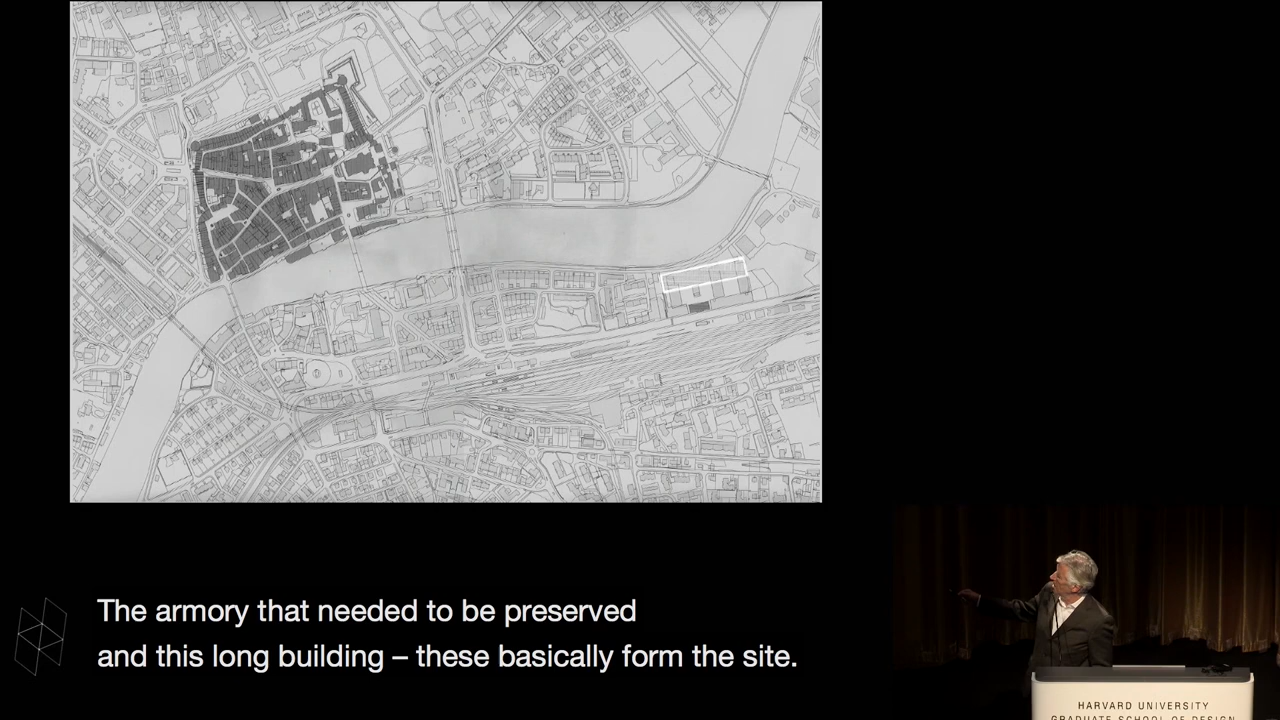 The armory that needed to be preserved
and this long building – these basically form the site.
HARVARD UNIVERSITY
GRADUATE SCHOOL OF DESIGN